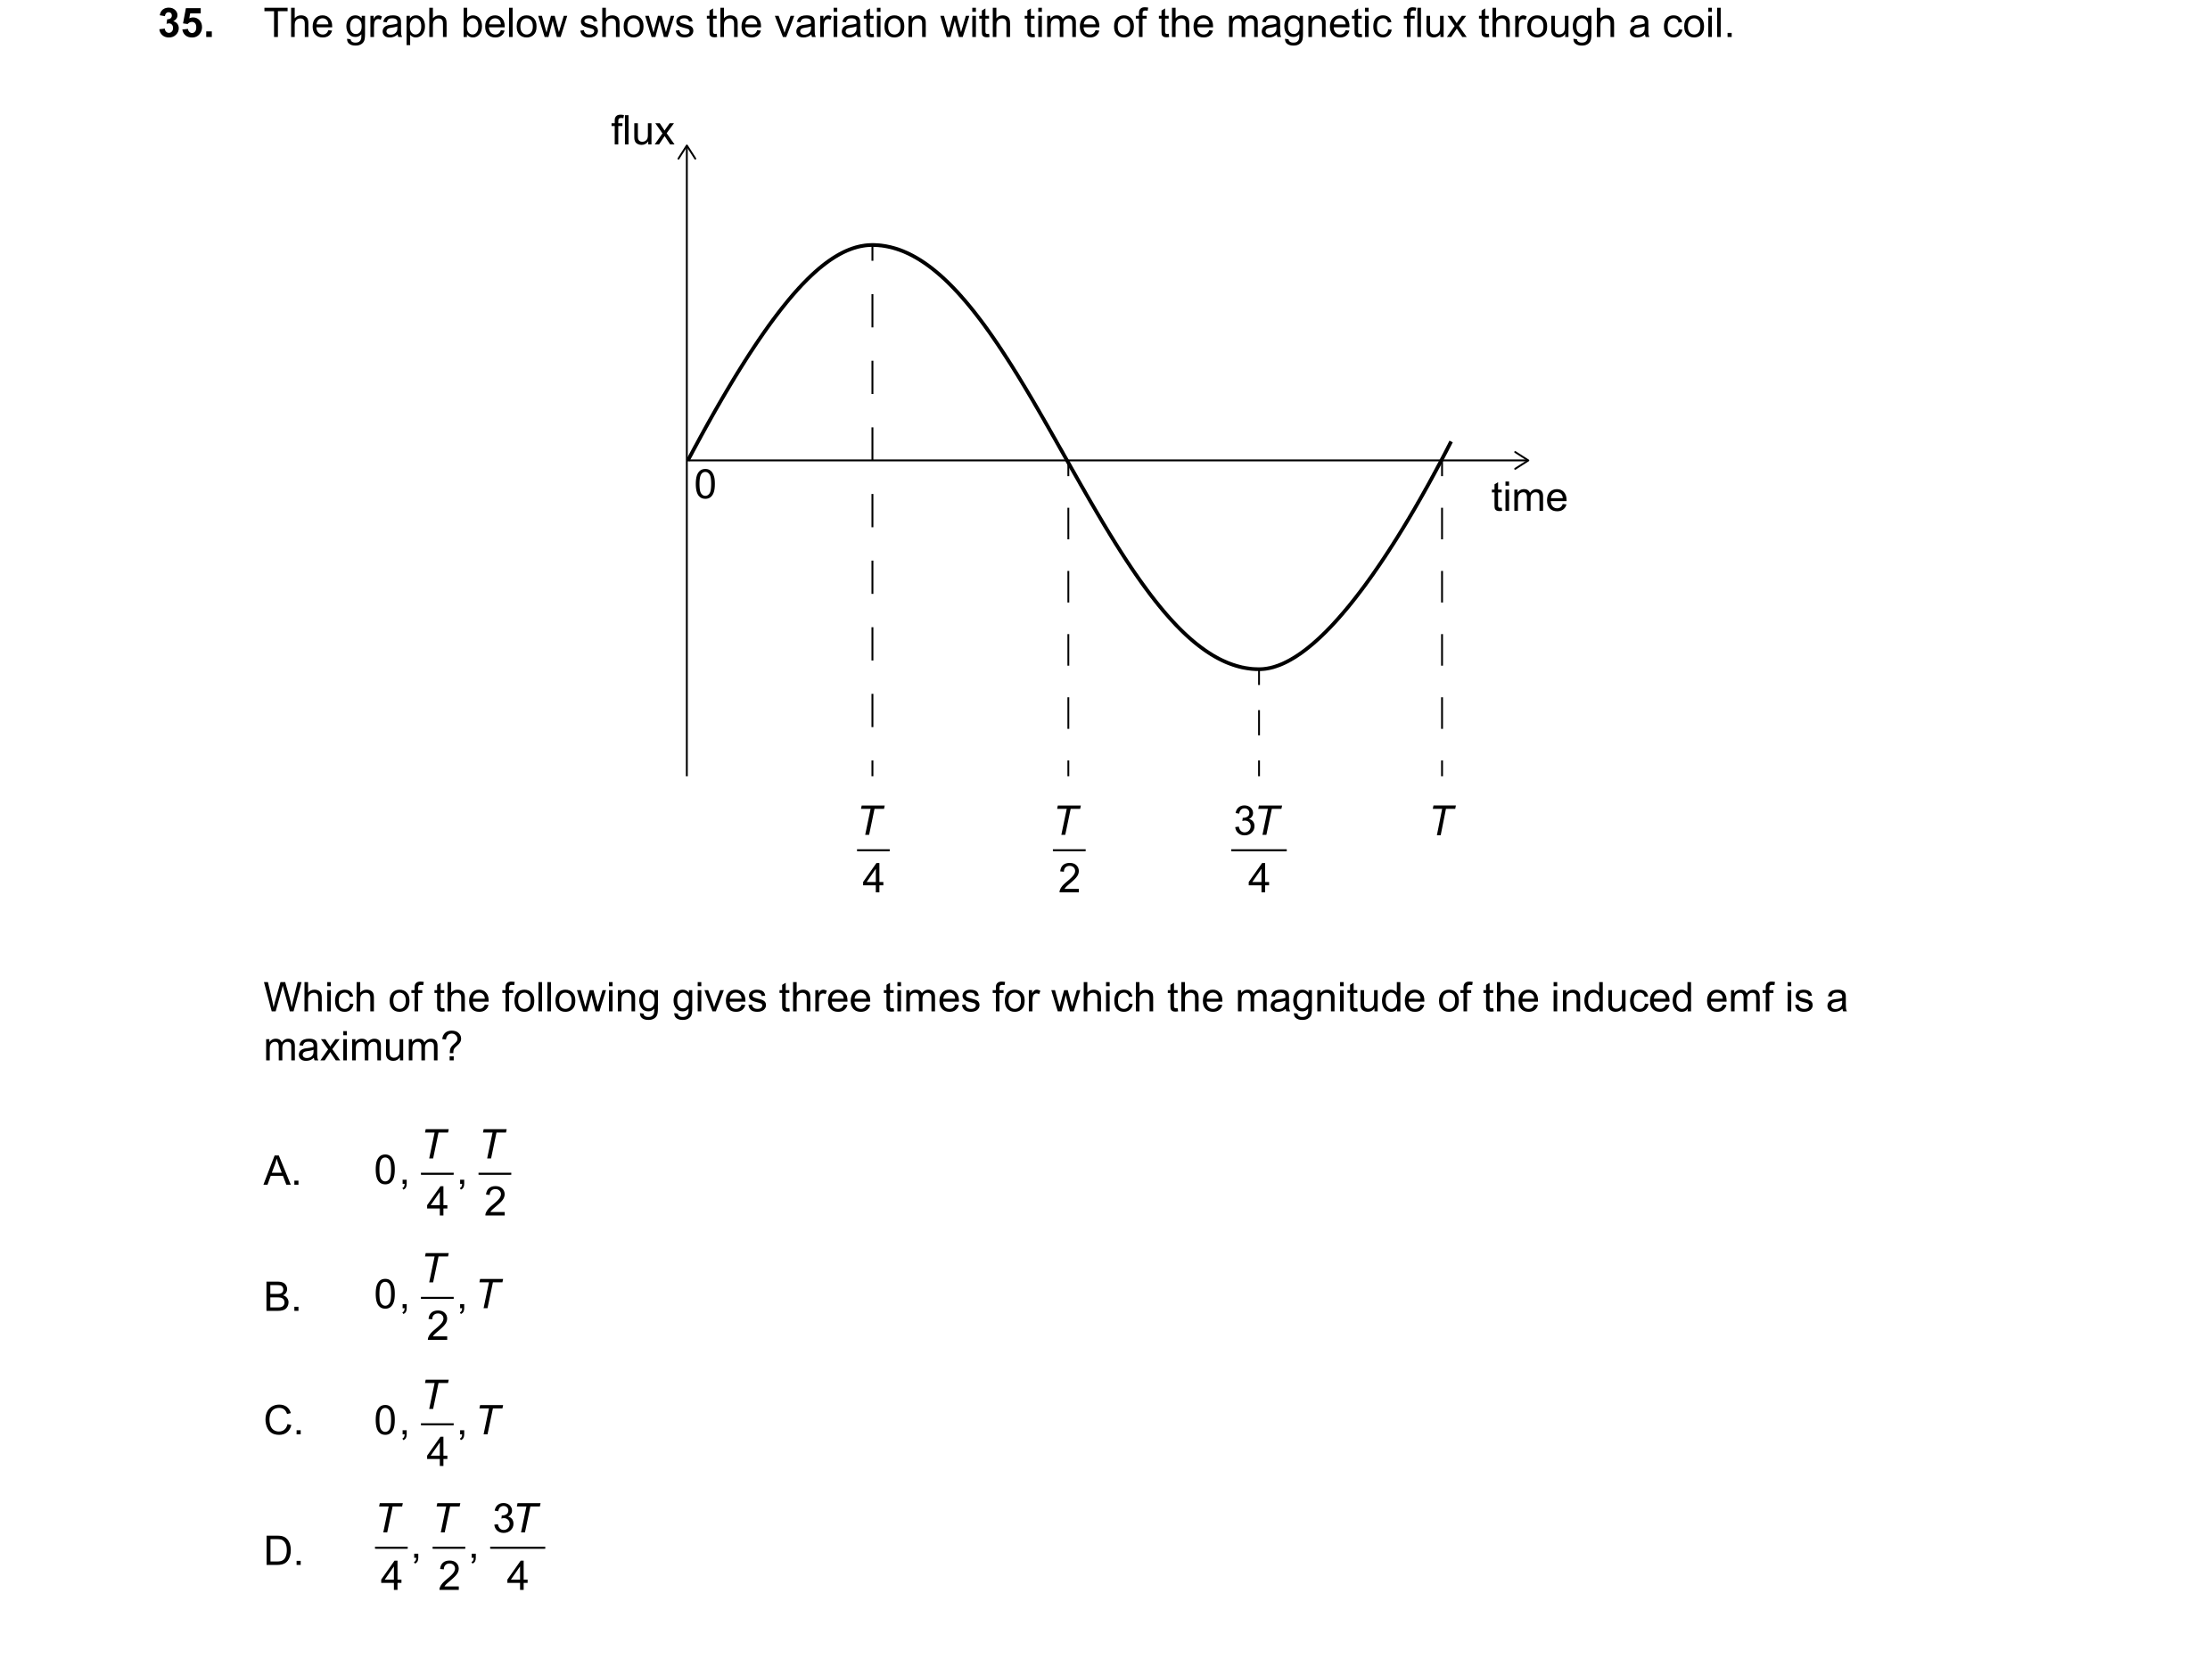 35. The graph below shows the variation with time of the magnetic flux through a coil.
flux
0
time
T/4 T/2 3T/4 T
Which of the following gives three times for which the magnitude of the induced emf is a
maximum?
A. 0, T/4, T/2
B. 0, T/2, T
C. 0, T/4, T
D. T/4, T/2, 3T/4